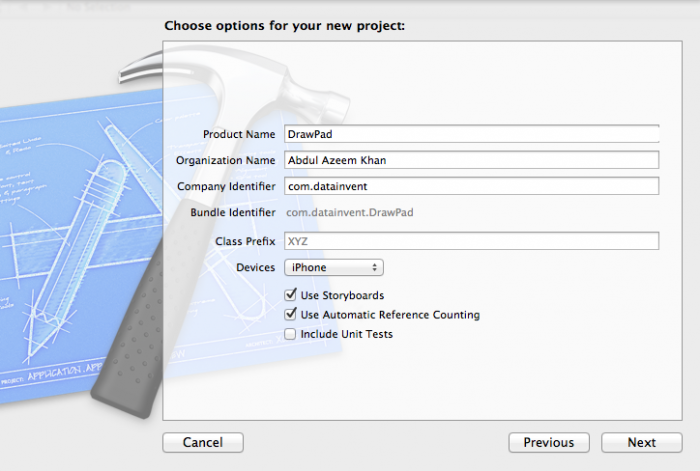 No Selection
Choose options for your new project:
Product Name DrawPad
Organization Name Abdul Azeem Khan
Company Identifier com.datainvent
Bundle Identifier com.datainvent.DrawPad
Class Prefix XYZ
Devices iPhone
Use Storyboards
Use Automatic Reference Counting
Include Unit Tests
PROJECT: APPLICATION.APP
Cancel Previous Next